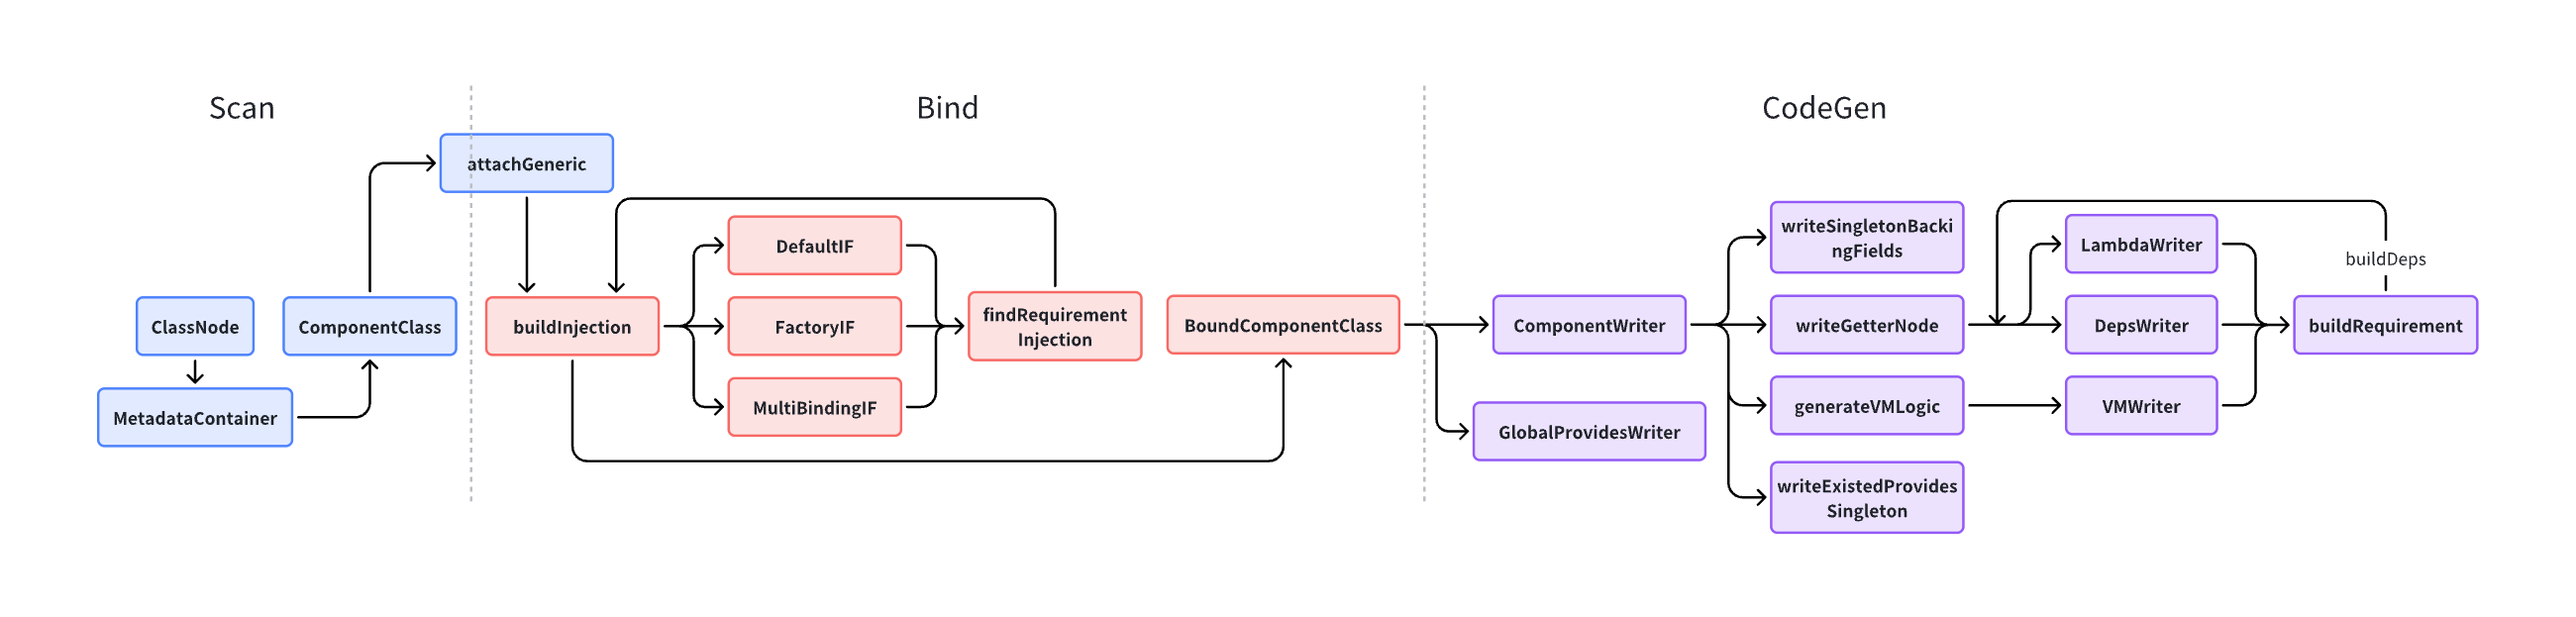 Scan
Bind
CodeGen
attachGeneric
ClassNode
ComponentClass
MetadataContainer
buildInjection
DefaultIF
FactoryIF
MultiBindingIF
findRequirement
Injection
BoundComponentClass
ComponentWriter
GlobalProvidesWriter
writeSingletonBacki
ngFields
writeGetterNode
generateVMLogic
writeExistedProvides
Singleton
LambdaWriter
DepsWriter
VMWriter
buildDeps
buildRequirement